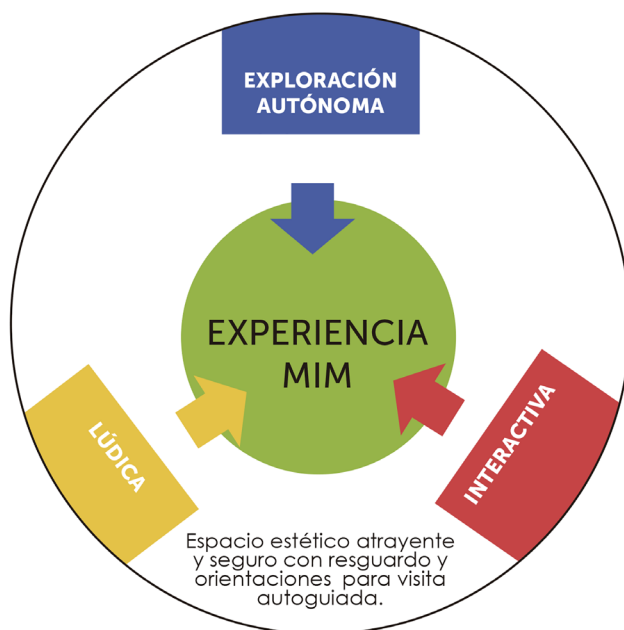 EXPLORACIÓN
AUTÓNOMA
EXPERIENCIA
MIM
LÚDICA
INTERACTIVA
Espacio estético atrayente
y seguro con resguardo y
orientaciones para visita
autoguiada.